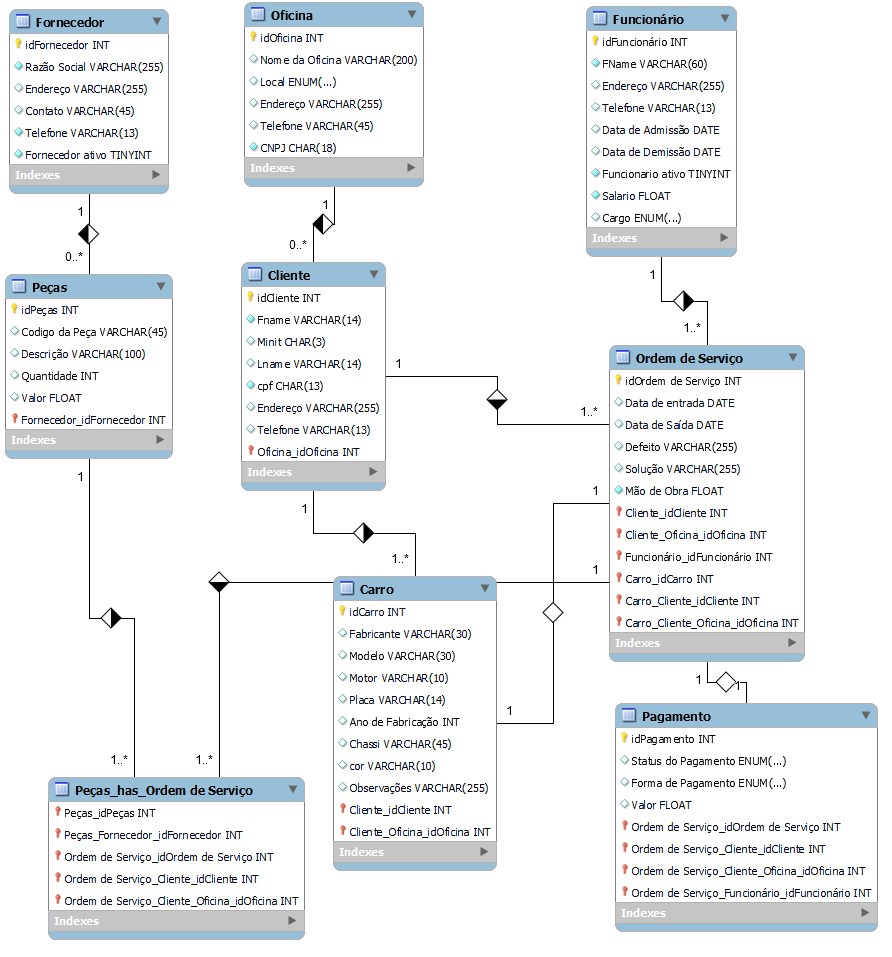 Fornecedor
idFornecedor INT
Razão Social VARCHAR(255)
Endereço VARCHAR(255)
Contato VARCHAR(45)
Telefone VARCHAR(13)
Fornecedor ativo TINYINT
Indexes
Oficina
idOficina INT
Nome da Oficina VARCHAR(200)
Local ENUM(...)
Endereço VARCHAR(255)
Telefone VARCHAR(45)
CNPJ CHAR(18)
Indexes
Funcionário
idFuncionário INT
FName VARCHAR(60)
Endereço VARCHAR(255)
Telefone VARCHAR(13)
Data de Admissão DATE
Data de Demissão DATE
Funcionario ativo TINYINT
Salario FLOAT
Cargo ENUM(...)
Indexes
1
0..*
1
0..*
1
1..*
Peças
idPeças INT
Codigo da Peça VARCHAR(45)
Descrição VARCHAR(100)
Quantidade INT
Valor FLOAT
Fornecedor_idFornecedor INT
Indexes
Cliente
idCliente INT
Fname VARCHAR(14)
Minit CHAR(3)
Lname VARCHAR(14)
cpf CHAR(13)
Endereço VARCHAR(255)
Telefone VARCHAR(13)
Oficina_idOficina INT
Indexes
1
1..*
Ordem de Serviço
idOrdem de Serviço INT
Data de entrada DATE
Data de Saída DATE
Defeito VARCHAR(255)
Solução VARCHAR(255)
Mão de Obra FLOAT
Cliente_idCliente INT
Cliente_Oficina_idOficina INT
Funcionário_idFuncionário INT
Carro_idCarro INT
Carro_Cliente_idCliente INT
Carro_Cliente_Oficina_idOficina INT
Indexes
1
1
1..*
1
1
1
1..*
1..*
1
1
Carro
idCarro INT
Fabricante VARCHAR(30)
Modelo VARCHAR(30)
Motor VARCHAR(10)
Placa VARCHAR(14)
Ano de Fabricação INT
Chassi VARCHAR(45)
cor VARCHAR(10)
Observações VARCHAR(255)
Cliente_idCliente INT
Cliente_Oficina_idOficina INT
Indexes
Peças_has_Ordem de Serviço
Peças_idPeças INT
Peças_Fornecedor_idFornecedor INT
Ordem de Serviço_idOrdem de Serviço INT
Ordem de Serviço_Cliente_idCliente INT
Ordem de Serviço_Cliente_Oficina_idOficina INT
Indexes
Pagamento
idPagamento INT
Status do Pagamento ENUM(...)
Forma de Pagamento ENUM(...)
Valor FLOAT
Ordem de Serviço_idOrdem de Serviço INT
Ordem de Serviço_Cliente_idCliente INT
Ordem de Serviço_Cliente_Oficina_idOficina INT
Ordem de Serviço_Funcionário_idFuncionário INT
Indexes